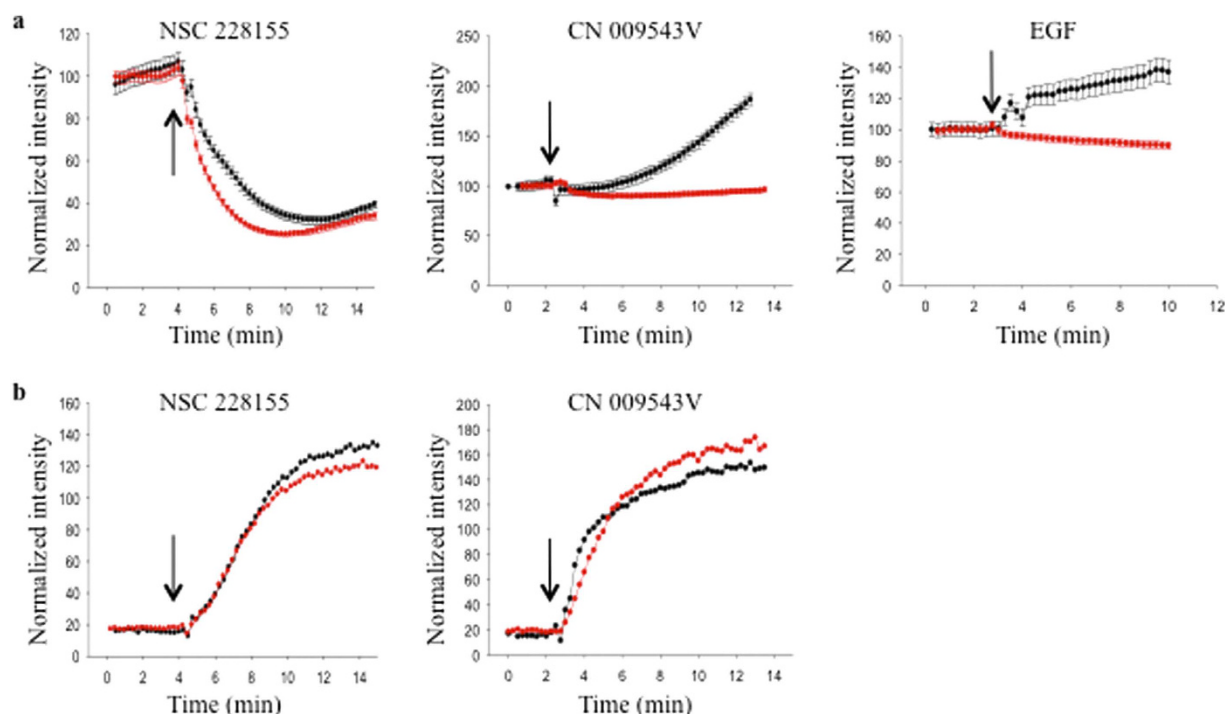 a
NSC 228155
CN 009543V
EGF
Normalized intensity
120
100
80
60
40
20
0
0 2 4 6 8 10 12 14
Time (min)
Normalized intensity
250
200
150
100
50
0
0 2 4 6 8 10 12 14
Time (min)
Normalized intensity
160
140
120
100
80
60
40
20
0
0 2 4 6 8 10 12
Time (min)
b
NSC 228155
CN 009543V
Normalized intensity
160
140
120
100
80
60
40
20
0
0 2 4 6 8 10 12 14
Time (min)
Normalized intensity
200
180
160
140
120
100
80
60
40
20
0
0 2 4 6 8 10 12 14
Time (min)